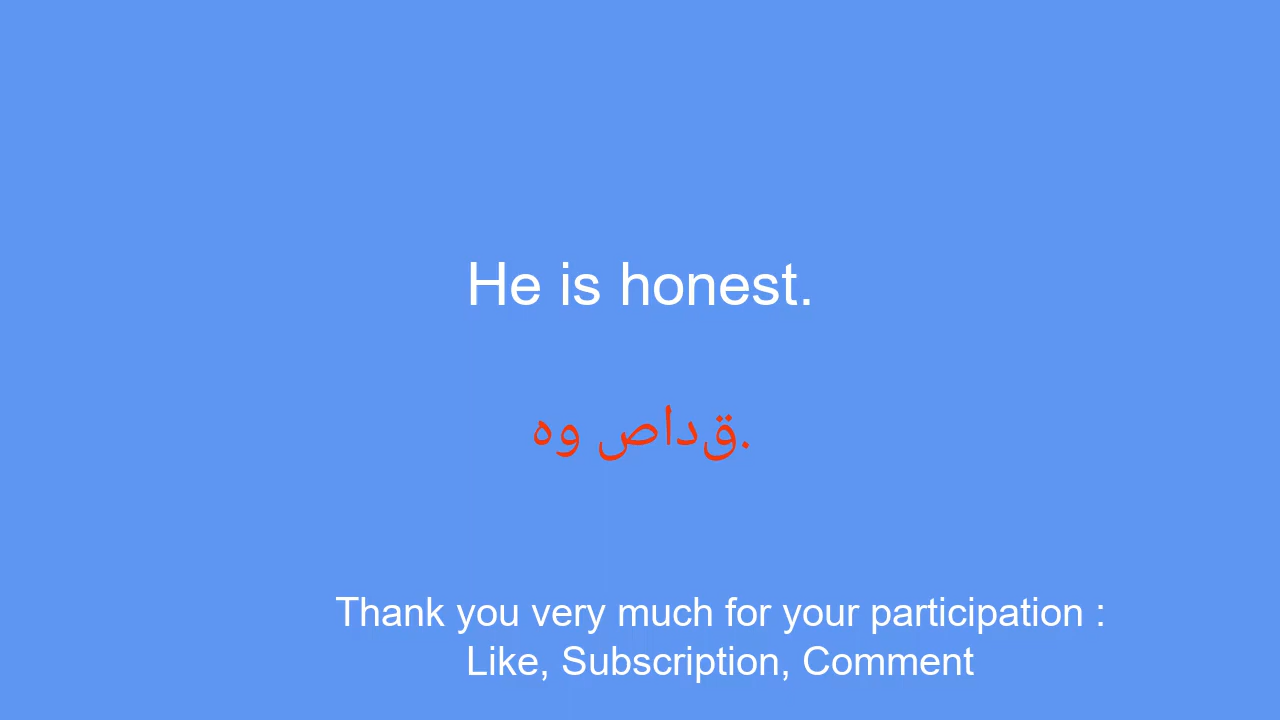 He is honest.
هو صادق.
Thank you very much for your participation :
Like, Subscription, Comment